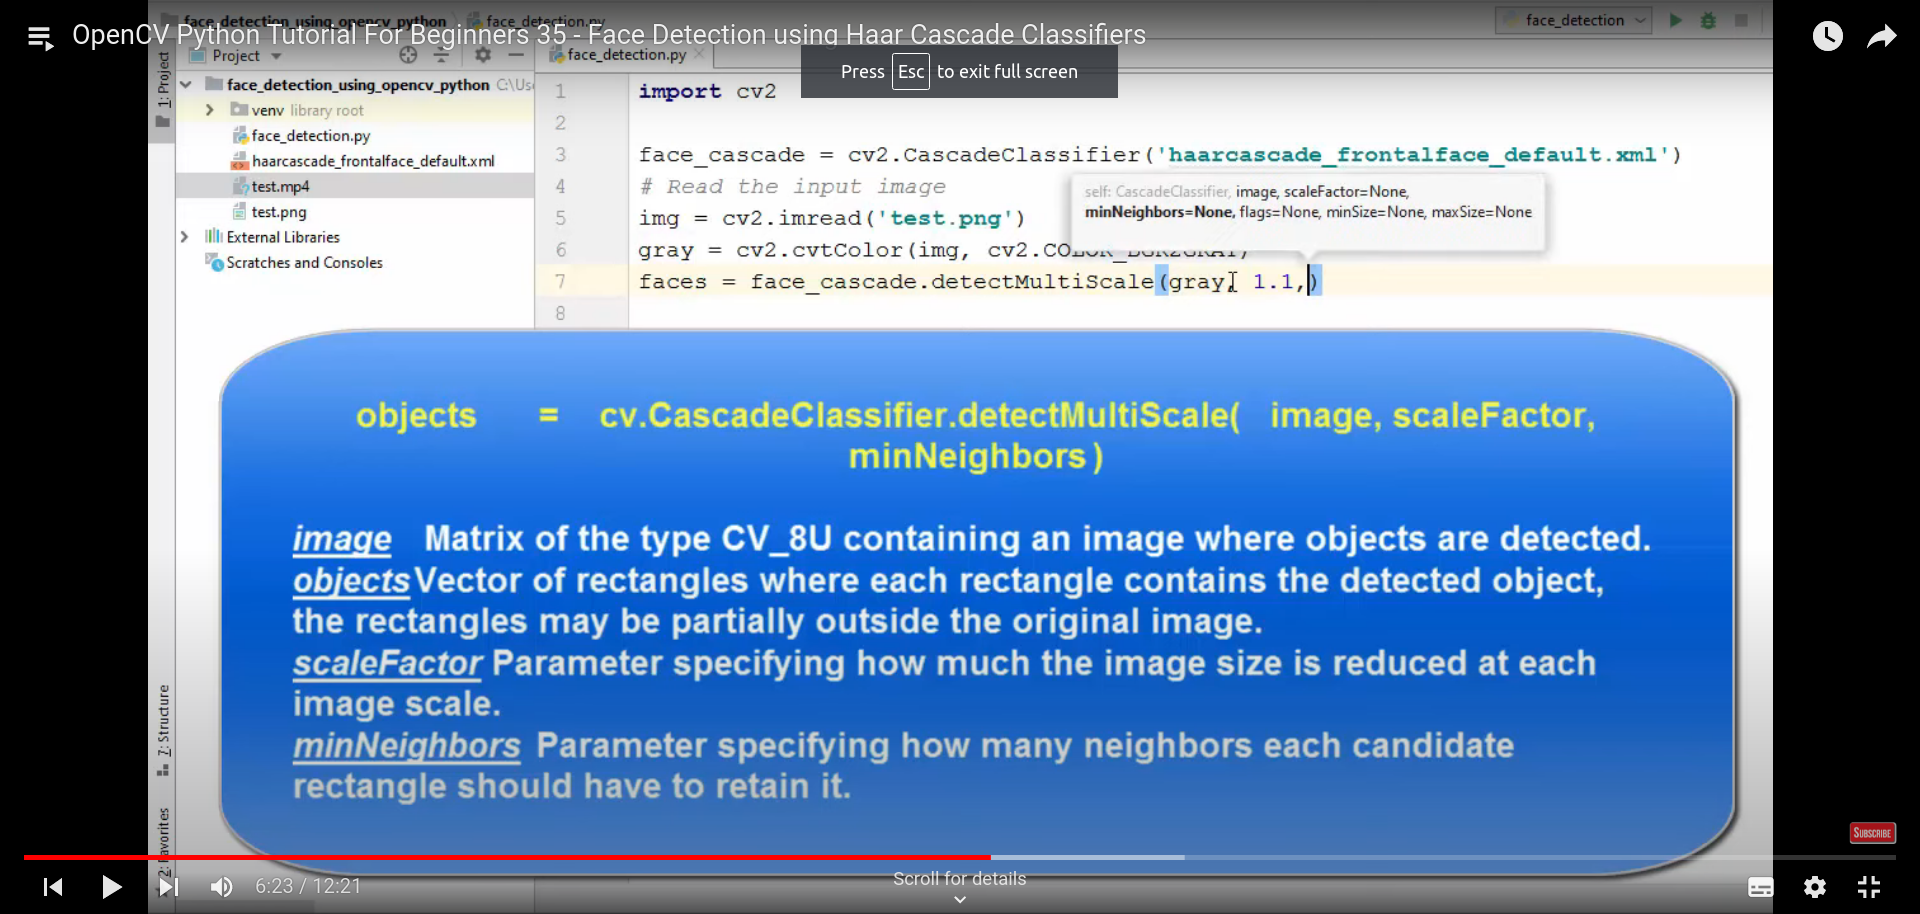 face_detection_using_opencv_python
face_detection.py
face_detection
OpenCV Python Tutorial For Beginners 35 - Face Detection using Haar Cascade Classifiers
Press Esc to exit full screen
Project
face_detection.py
1: Project
face_detection_using_opencv_python C:\Us
venv library root
face_detection.py
haarcascade_frontalface_default.xml
test.mp4
test.png
External Libraries
Scratches and Consoles
1 import cv2
2
3 face_cascade = cv2.CascadeClassifier('haarcascade_frontalface_default.xml')
4 # Read the input image
5 img = cv2.imread('test.png')
6 gray = cv2.cvtColor(img, cv2.COLOR_BGR2GRAY)
7 faces = face_cascade.detectMultiScale(gray, 1.1,)
8
self: CascadeClassifier, image, scaleFactor=None,
minNeighbors=None, flags=None, minSize=None, maxSize=None
objects = cv.CascadeClassifier.detectMultiScale( image, scaleFactor,
minNeighbors )
image Matrix of the type CV_8U containing an image where objects are detected.
objects Vector of rectangles where each rectangle contains the detected object,
the rectangles may be partially outside the original image.
scaleFactor Parameter specifying how much the image size is reduced at each
image scale.
minNeighbors Parameter specifying how many neighbors each candidate
rectangle should have to retain it.
7: Structure
2: Favorites
SUBSCRIBE
6:23 / 12:21
Scroll for details